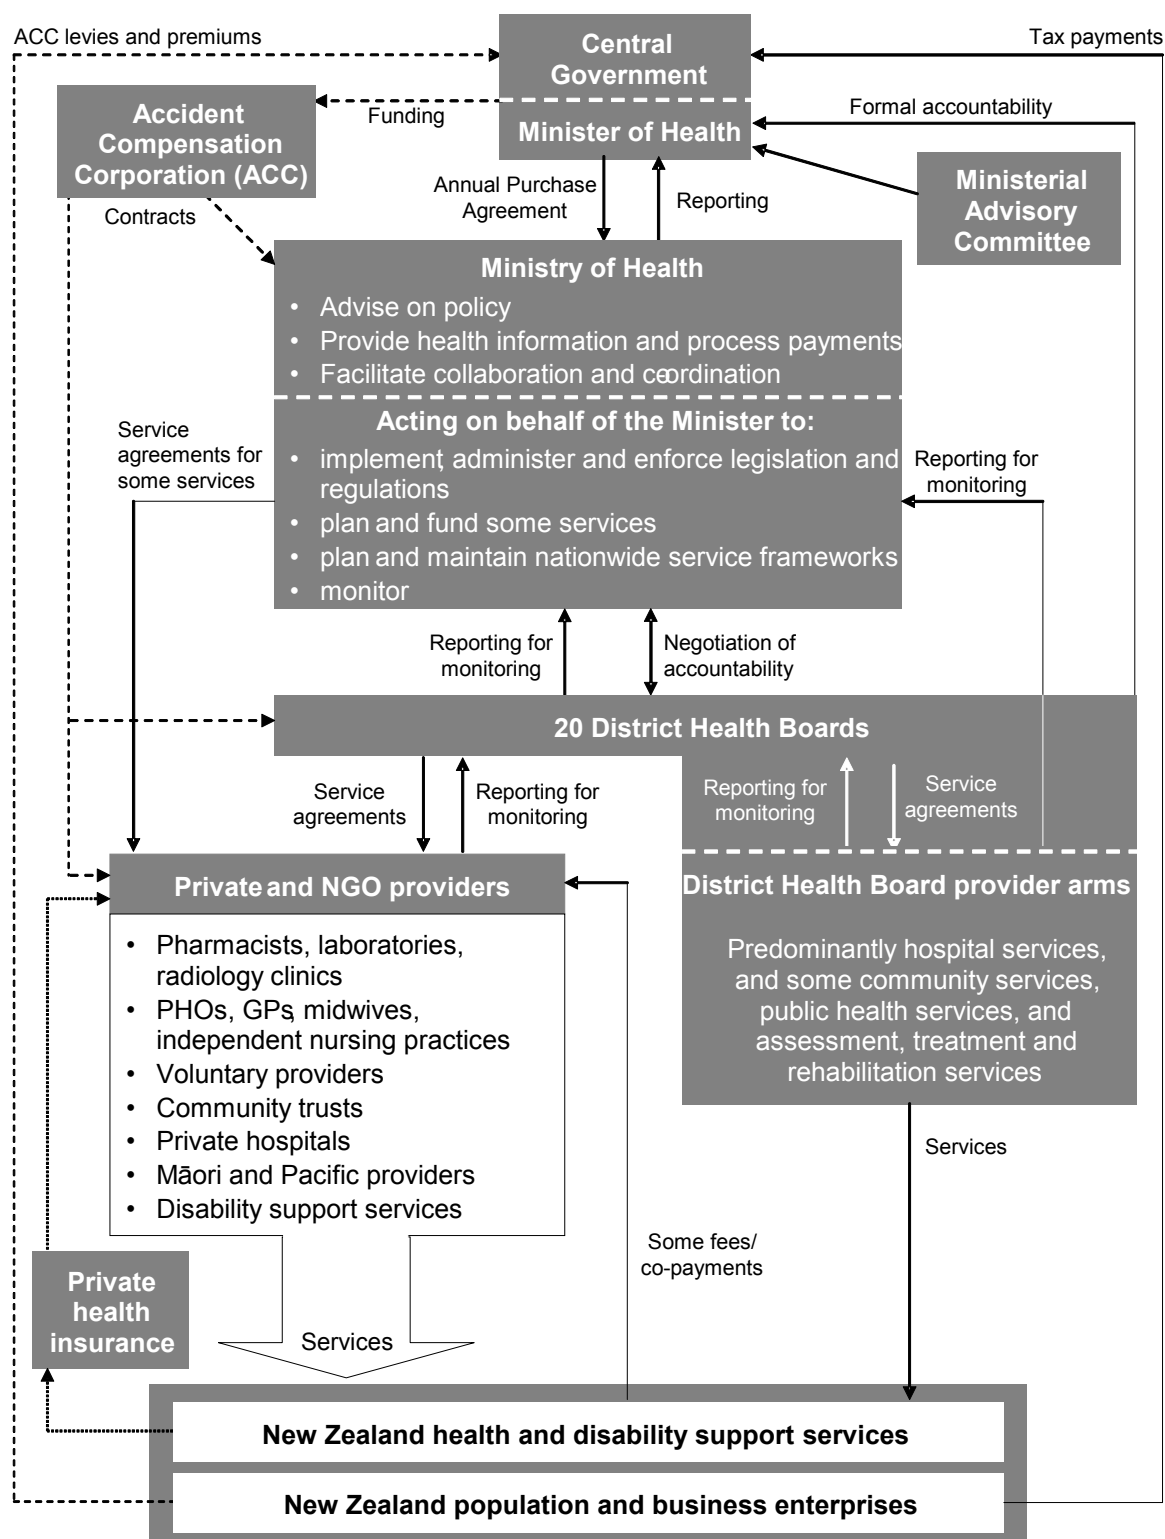 ACC levies and premiums
Tax payments
Central
Government
Minister of Health
Funding
Formal accountability
Accident
Compensation
Corporation (ACC)
Contracts
Annual Purchase
Agreement
Reporting
Ministerial
Advisory
Committee
Ministry of Health
• Advise on policy
• Provide health information and process payments
• Facilitate collaboration and coordination
Acting on behalf of the Minister to:
• implement, administer and enforce legislation and
regulations
• plan and fund some services
• plan and maintain nationwide service frameworks
• monitor
Service
agreements for
some services
Reporting for
monitoring
Reporting for
monitoring
Negotiation of
accountability
20 District Health Boards
Service
agreements
Reporting for
monitoring
Reporting for
monitoring
Service
agreements
Private and NGO providers
• Pharmacists, laboratories,
radiology clinics
• PHOs, GPs, midwives,
independent nursing practices
• Voluntary providers
• Community trusts
• Private hospitals
• Māori and Pacific providers
• Disability support services
District Health Board provider arms
Predominantly hospital services,
and some community services,
public health services, and
assessment, treatment and
rehabilitation services
Services
Some fees/
co-payments
Private
health
insurance
Services
New Zealand health and disability support services
New Zealand population and business enterprises